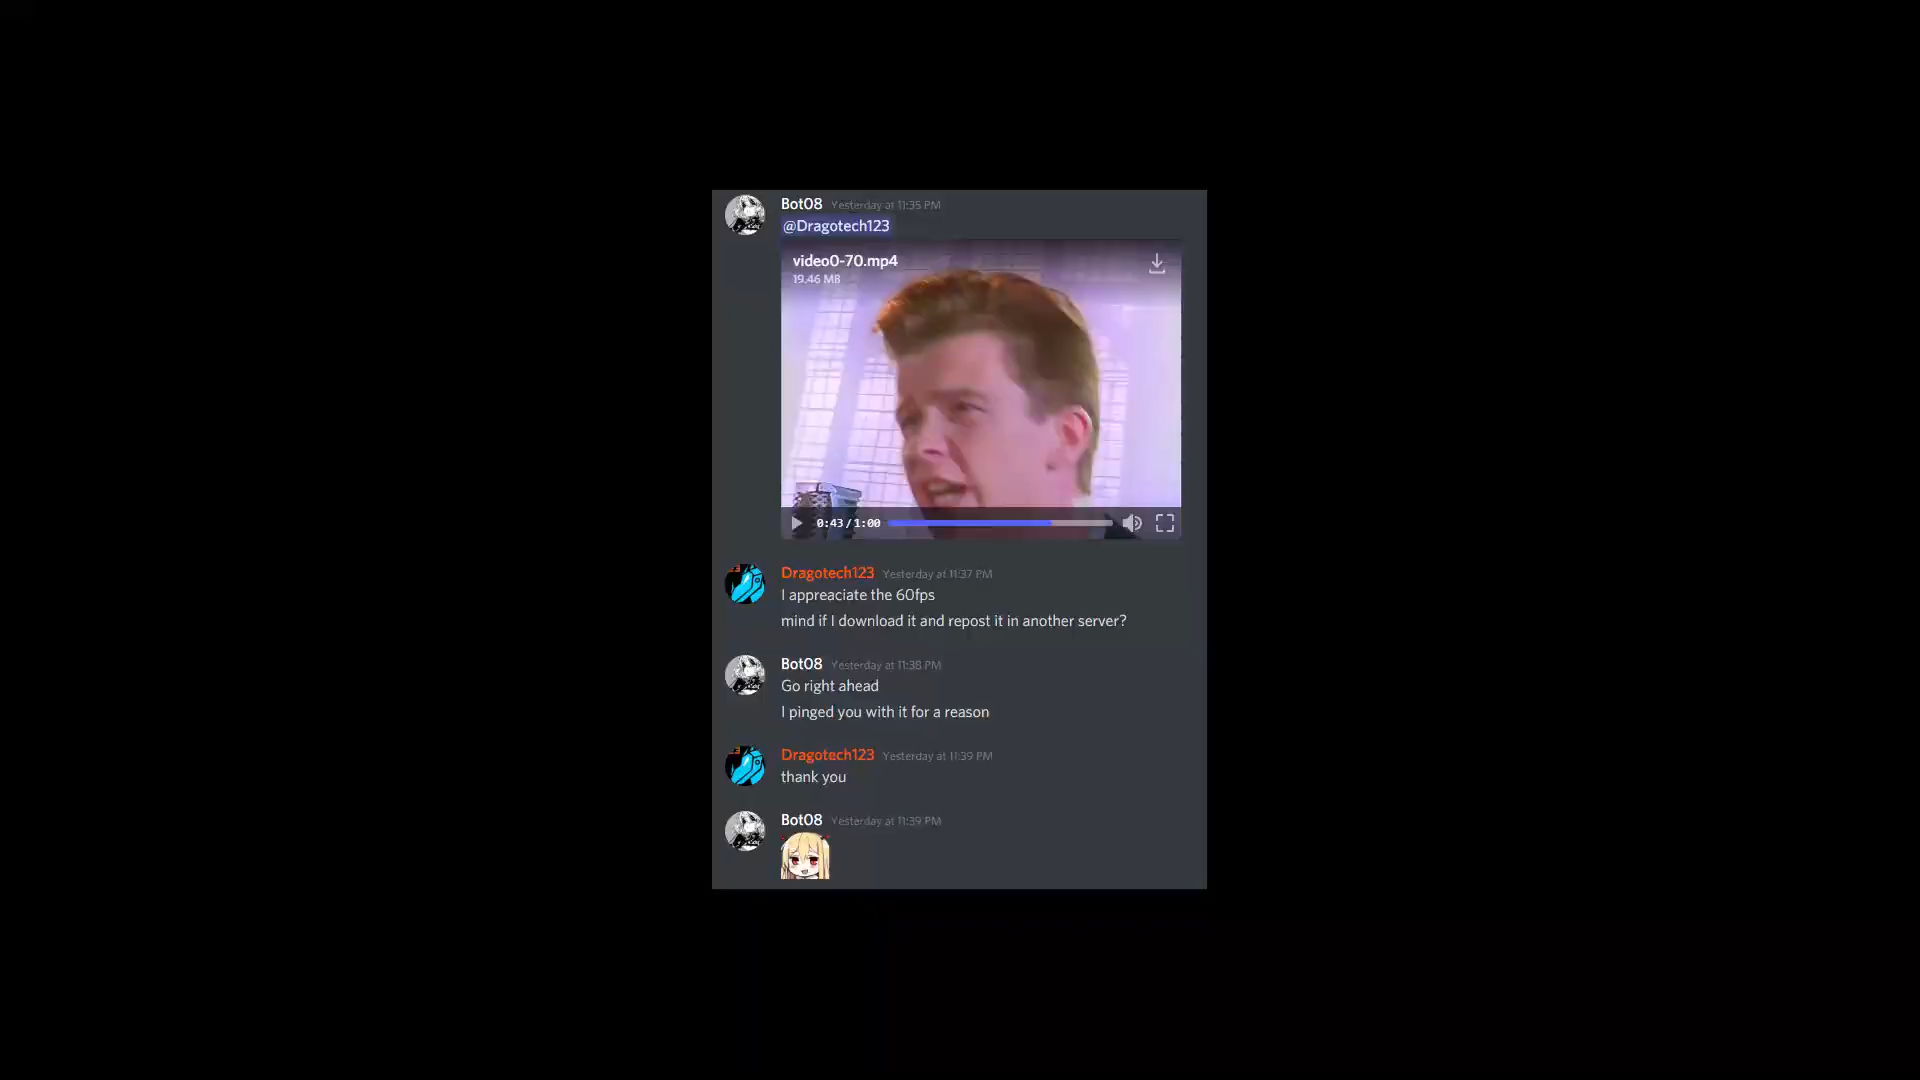 Bot08 Yesterday at 11:35 PM
@Dragotech123
video0-70.mp4
19.46 MB
0:43/1:00
Dragotech123 Yesterday at 11:37 PM
I appreaciate the 60fps
mind if I download it and repost it in another server?
Bot08 Yesterday at 11:38 PM
Go right ahead
I pinged you with it for a reason
Dragotech123 Yesterday at 11:39 PM
thank you
Bot08 Yesterday at 11:39 PM